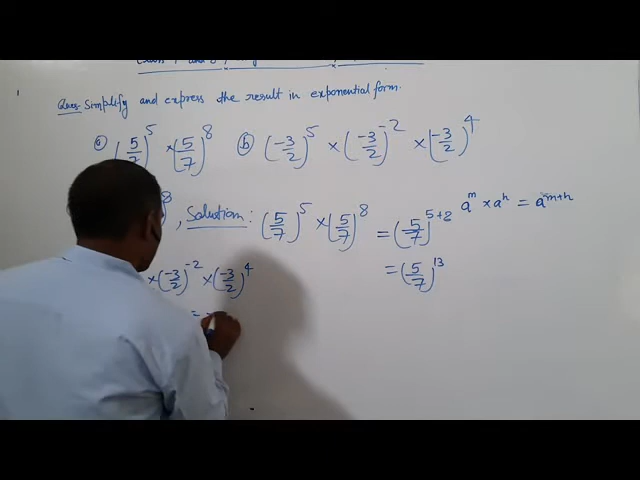 Ques. Simplify and express the result in exponential form.
a) (5/7)^5 × (5/7)^8 b) (-3/2)^5 × (-3/2)^-2 × (-3/2)^4
8 , Solution: (5/7)^5 × (5/7)^8 = (5/7)^5+8 a^m × a^n = a^m+n
= (5/7)^13
× (-3/2)^-2 × (-3/2)^4
=